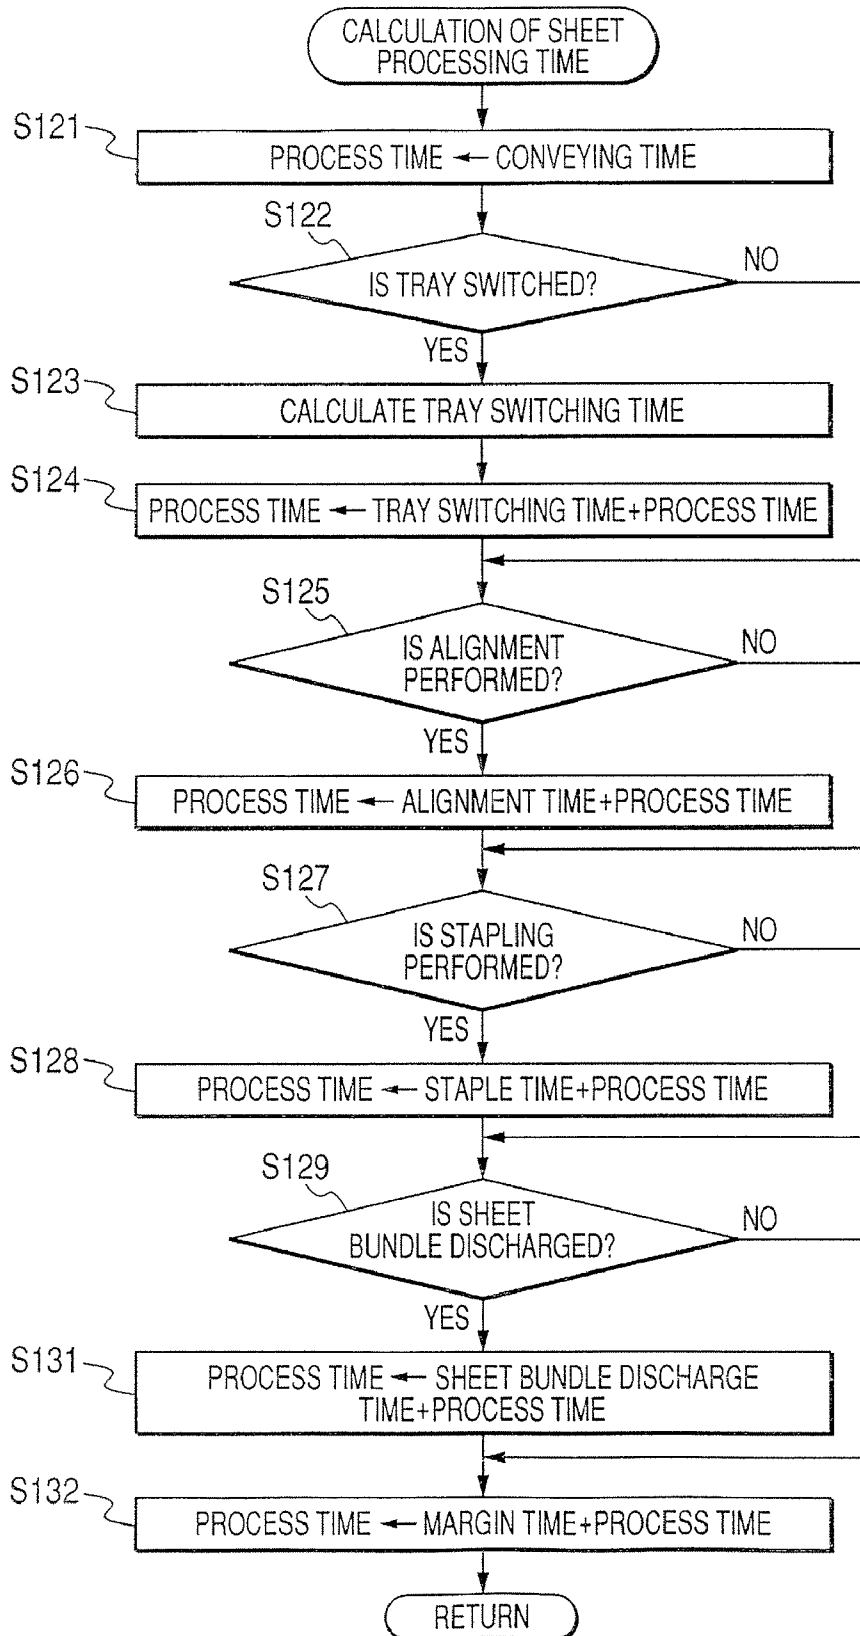 CALCULATION OF SHEET
PROCESSING TIME
S121
PROCESS TIME ← CONVEYING TIME
S122
IS TRAY SWITCHED?
NO
YES
S123
CALCULATE TRAY SWITCHING TIME
S124
PROCESS TIME ← TRAY SWITCHING TIME+PROCESS TIME
S125
IS ALIGNMENT
PERFORMED?
NO
YES
S126
PROCESS TIME ← ALIGNMENT TIME+PROCESS TIME
S127
IS STAPLING
PERFORMED?
NO
YES
S128
PROCESS TIME ← STAPLE TIME+PROCESS TIME
S129
IS SHEET
BUNDLE DISCHARGED?
NO
YES
S131
PROCESS TIME ← SHEET BUNDLE DISCHARGE
TIME+PROCESS TIME
S132
PROCESS TIME ← MARGIN TIME+PROCESS TIME
RETURN